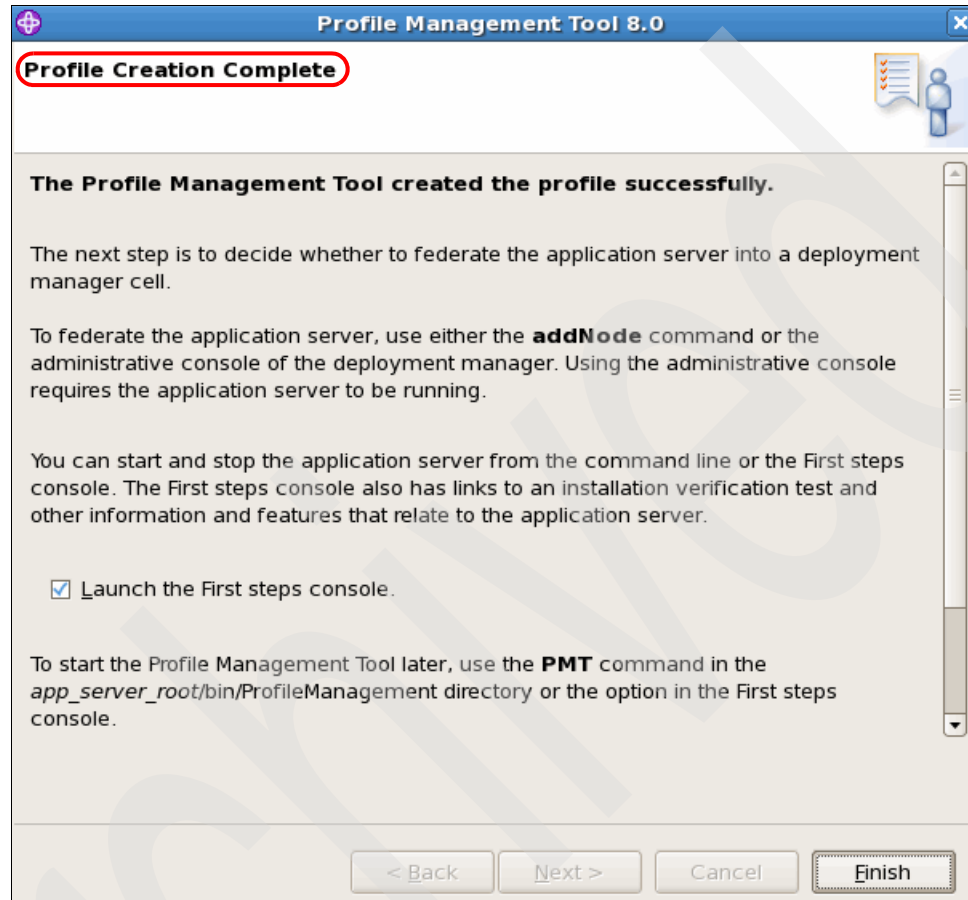 Profile Management Tool 8.0
Profile Creation Complete
The Profile Management Tool created the profile successfully.
The next step is to decide whether to federate the application server into a deployment
manager cell.
To federate the application server, use either the addNode command or the
administrative console of the deployment manager. Using the administrative console
requires the application server to be running.
You can start and stop the application server from the command line or the First steps
console. The First steps console also has links to an installation verification test and
other information and features that relate to the application server.
Launch the First steps console.
To start the Profile Management Tool later, use the PMT command in the
app_server_root/bin/ProfileManagement directory or the option in the First steps
console.
< Back Next > Cancel Finish